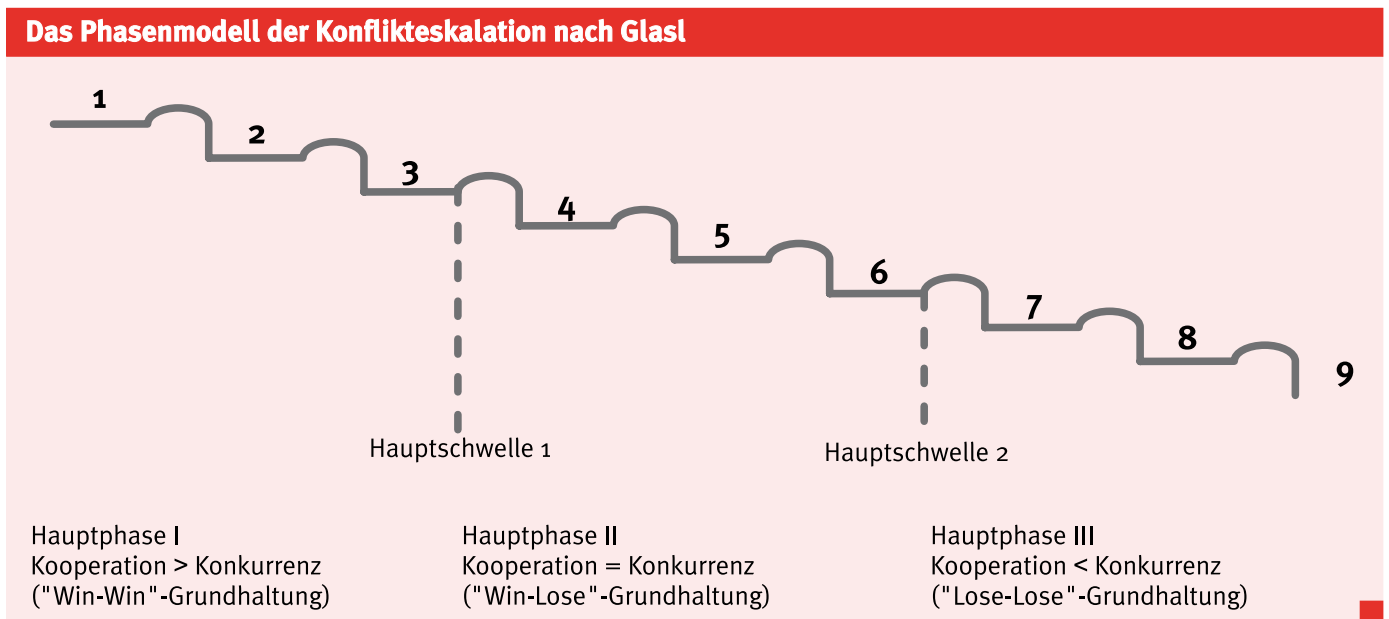 Das Phasenmodell der Konflikteskalation nach Glasl
1
2
3
4
5
6
7
8
9
Hauptschwelle 1
Hauptschwelle 2
Hauptphase I
Kooperation > Konkurrenz
("Win-Win"-Grundhaltung)
Hauptphase II
Kooperation = Konkurrenz
("Win-Lose"-Grundhaltung)
Hauptphase III
Kooperation < Konkurrenz
("Lose-Lose"-Grundhaltung)